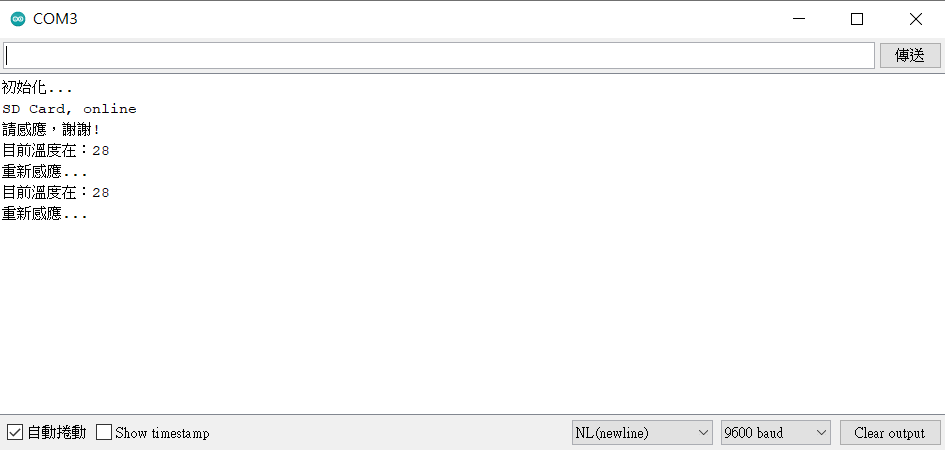 COM3
傳送
初始化...
SD Card, online
請感應，謝謝!
目前溫度在：28
重新感應...
目前溫度在：28
重新感應...
自動捲動 Show timestamp NL(newline) 9600 baud Clear output